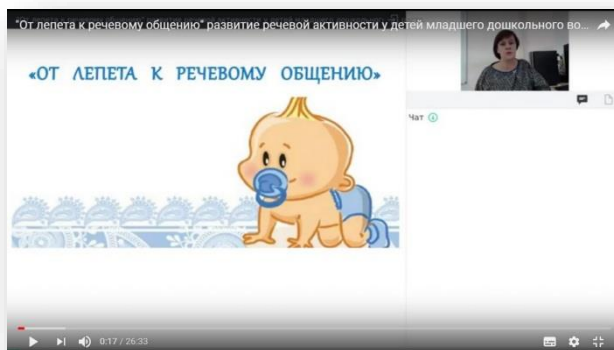 "От лепета к речевому общению" развитие речевой активности у детей младшего дошкольного во...
«ОТ ЛЕПЕТА К РЕЧЕВОМУ ОБЩЕНИЮ»
Чат
0:17 / 26:33